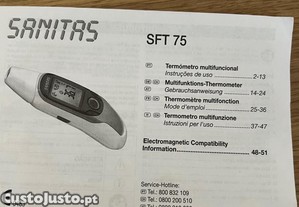 SANITAS
SFT 75
PT Termómetro multifuncional
Instruções de uso 2-13
Multifunktions-Thermometer
Gebrauchsanweisung 14-24
Thermomètre multifonction
Mode d'emploi 25-36
Termometro multifunzione
Istruzioni per l'uso 37-47
Electromagnetic Compatibility
Information 48-51
Service-Hotline:
Tel.: 800 832 109
Tel.: 0800 200 510
Custojusto.pt